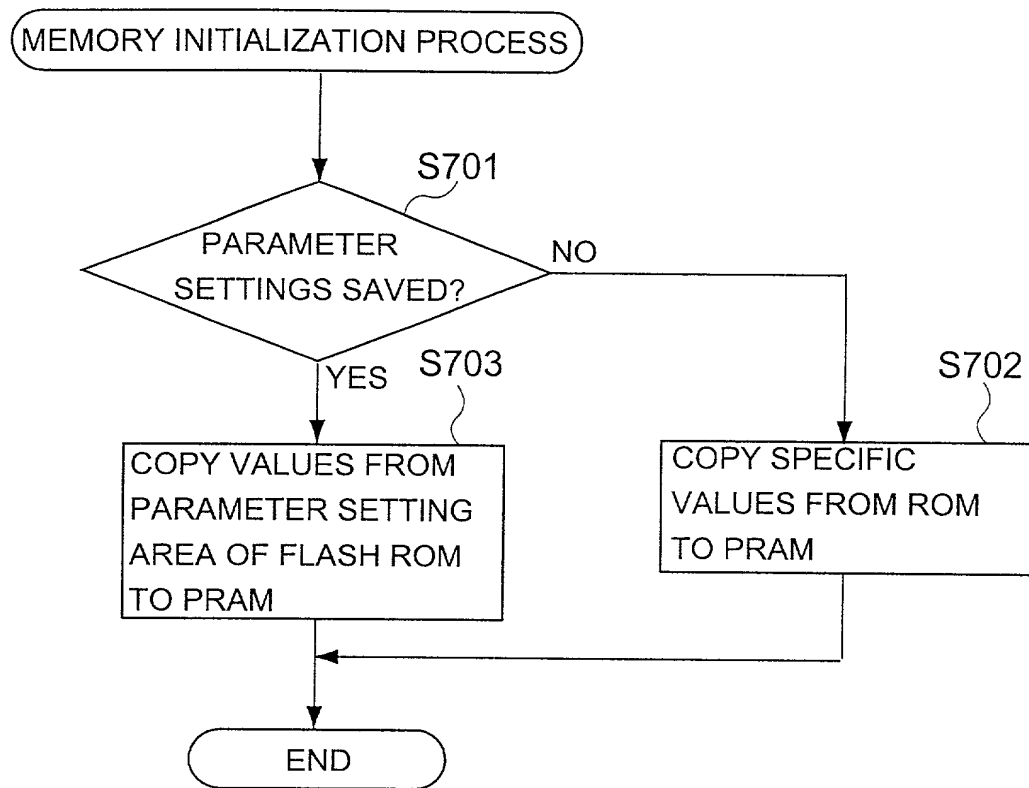 MEMORY INITIALIZATION PROCESS
S701
PARAMETER
SETTINGS SAVED?
NO
YES
S703
COPY VALUES FROM
PARAMETER SETTING
AREA OF FLASH ROM
TO PRAM
S702
COPY SPECIFIC
VALUES FROM ROM
TO PRAM
END